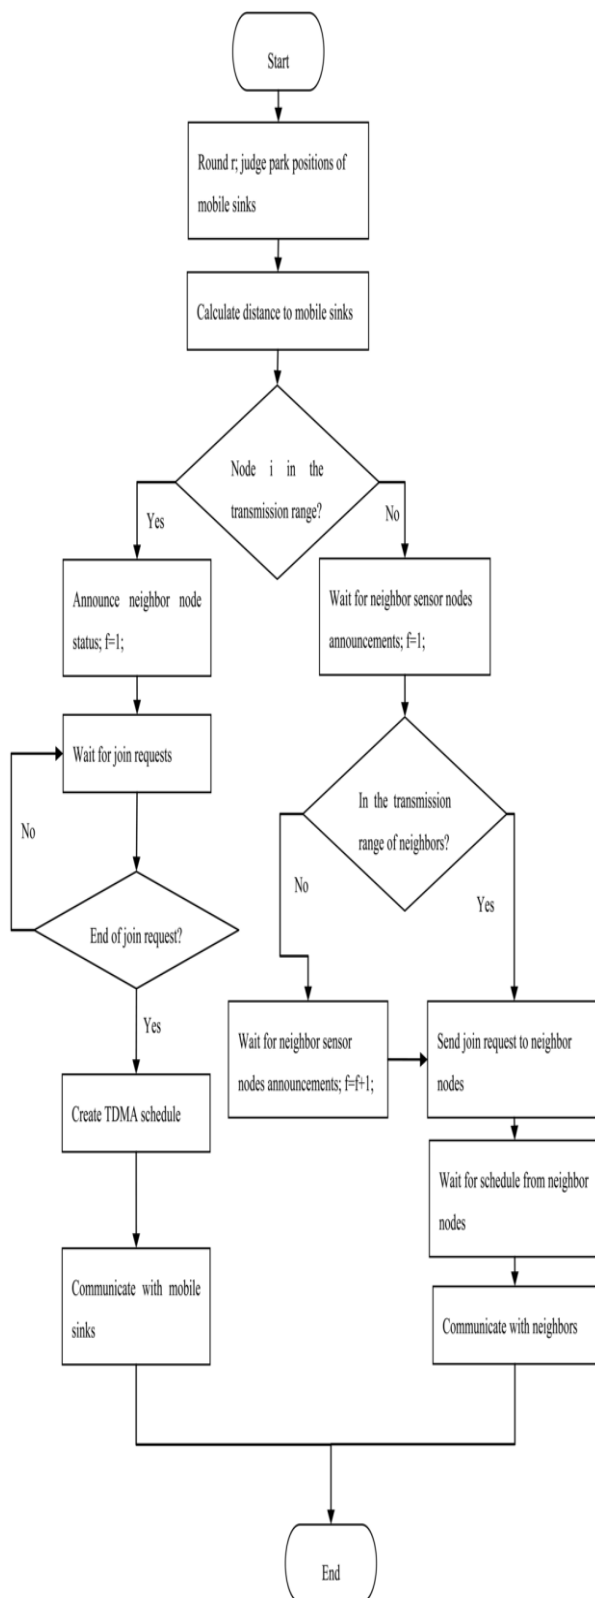 Start
Round r; judge park positions of
mobile sinks
Calculate distance to mobile sinks
Node i in the
transmission range?
Yes
No
Announce neighbor node
status; f=1;
Wait for neighbor sensor nodes
announcements; f=1;
Wait for join requests
In the transmission
range of neighbors?
No
No
Yes
End of join request?
Yes
Wait for neighbor sensor
nodes announcements; f=f+1;
Send join request to neighbor
nodes
Create TDMA schedule
Wait for schedule from neighbor
nodes
Communicate with mobile
sinks
Communicate with neighbors
End